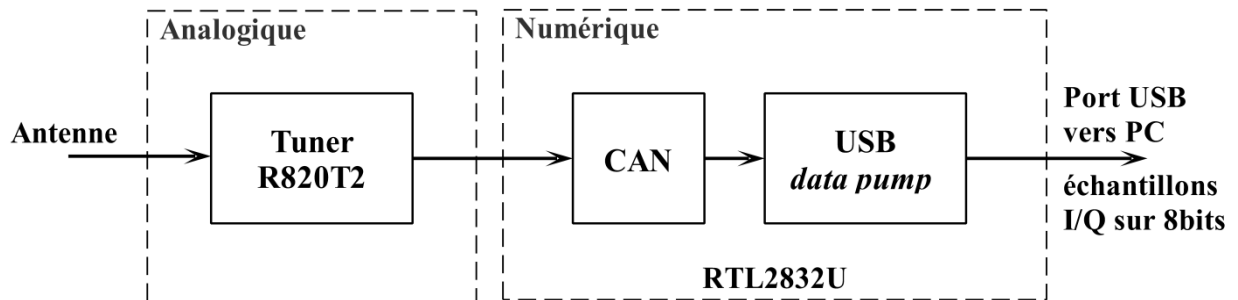 Analogique
Numérique
Antenne
Tuner
R820T2
CAN
USB
data pump
Port USB
vers PC
échantillons
I/Q sur 8bits
RTL2832U